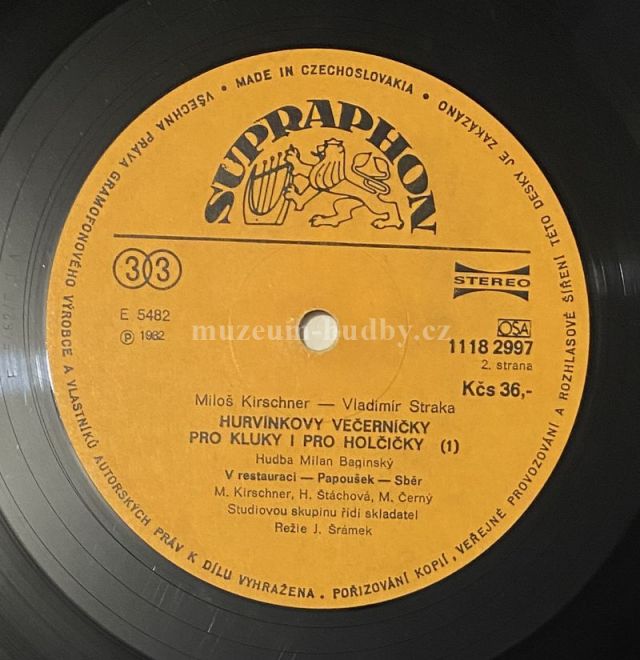 VŠECHNA PRÁVA GRAMOFONOVÉHO VÝROBCE A VLASTNÍKŮ AUTORSKÝCH PRÁV K DÍLU VYHRAŽENA. POŘIZOVÁNÍ KOPIÍ, VEŘEJNÉ PROVOZOVÁNÍ A ROZHLASOVÉ ŠÍŘENÍ TÉTO DESKY JE ZAKÁZÁNO
• MADE IN CZECHOSLOVAKIA •
SUPRAPHON
33
STEREO
E 5482
Ⓟ 1982
muzeum-hudby.cz
OSA
1118 2997
2. strana
Kčs 36,-
Miloš Kirschner — Vladimír Straka
HURVÍNKOVY VEČERNÍČKY
PRO KLUKY I PRO HOLČIČKY (1)
Hudba Milan Baginský
V restauraci — Papoušek — Sběr
M. Kirschner, H. Štáchová, M. Černý
Studiovou skupinu řídí skladatel
Režie J. Šrámek